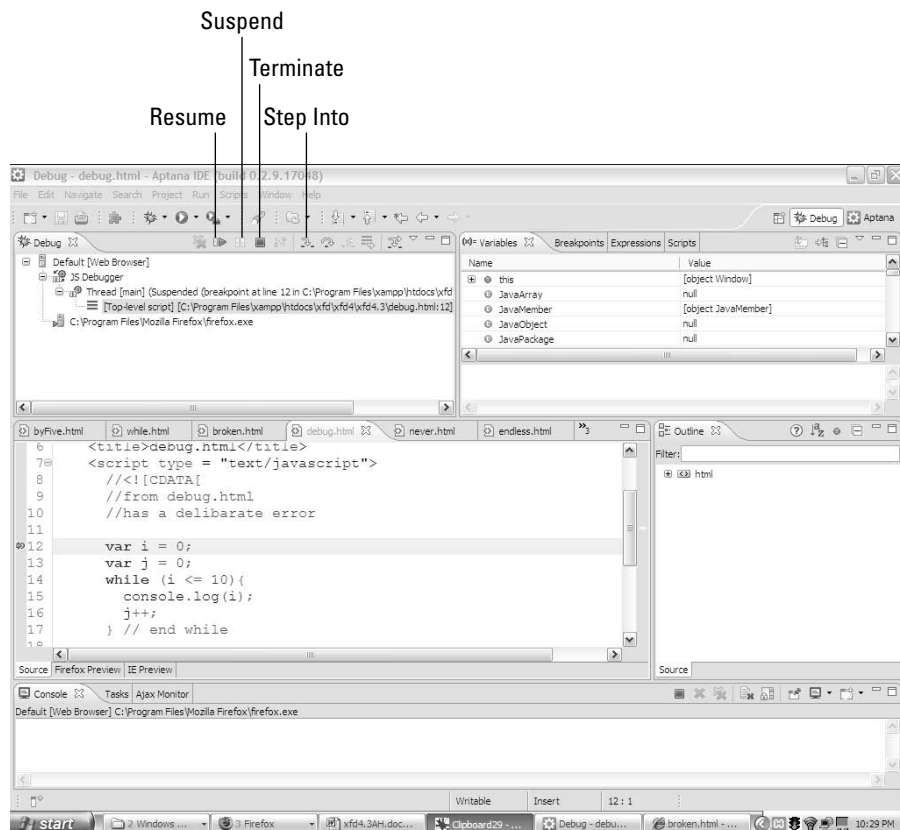 Suspend
Terminate
Resume
Step Into
Debug - debug.html - Aptana IDE (build 0.2.9.17048)
File Edit Navigate Search Project Run Scripts Window Help
Debug Aptana
Debug
Default [Web Browser]
JS Debugger
Thread [main] (Suspended (breakpoint at line 12 in C:\Program Files\xampp\htdocs\xfd
[Top-level script] [C:\Program Files\xampp\htdocs\xfd\xfd4\xfd4.3\debug.html:12]
C:\Program Files\Mozilla Firefox\firefox.exe
(x)= Variables Breakpoints Expressions Scripts
Name Value
this [object Window]
JavaArray null
JavaMember [object JavaMember]
JavaObject null
JavaPackage null
byFive.html while.html broken.html debug.html never.html endless.html »3
6 <title>debug.html</title>
7 <script type = "text/javascript">
8 //<![CDATA[
9 //from debug.html
10 //has a delibarate error
11
12 var i = 0;
13 var j = 0;
14 while (i <= 10){
15 console.log(i);
16 j++;
17 } // end while
18
Source Firefox Preview IE Preview
Outline
Filter:
html
Source
Console Tasks Ajax Monitor
Default [Web Browser] C:\Program Files\Mozilla Firefox\firefox.exe
Writable Insert 12 : 1
start 2 Windows ... 3 Firefox xfd4.3AH.doc... Clipboard29 - ... Debug - debu... broken.html - ... 10:29 PM